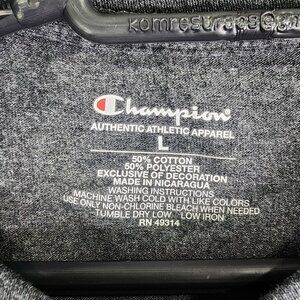 Champion
AUTHENTIC ATHLETIC APPAREL
L
50% COTTON
50% POLYESTER
EXCLUSIVE OF DECORATION
MADE IN NICARAGUA
WASHING INSTRUCTIONS
MACHINE WASH COLD WITH LIKE COLORS
USE ONLY NON-CHLORINE BLEACH WHEN NEEDED
TUMBLE DRY LOW LOW IRON
RN 49314